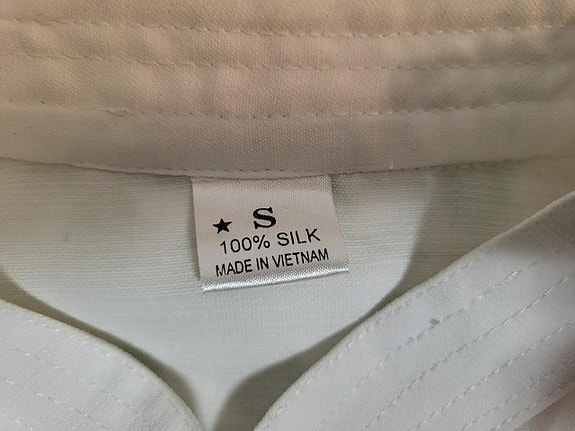 ★ S
100% SILK
MADE IN VIETNAM